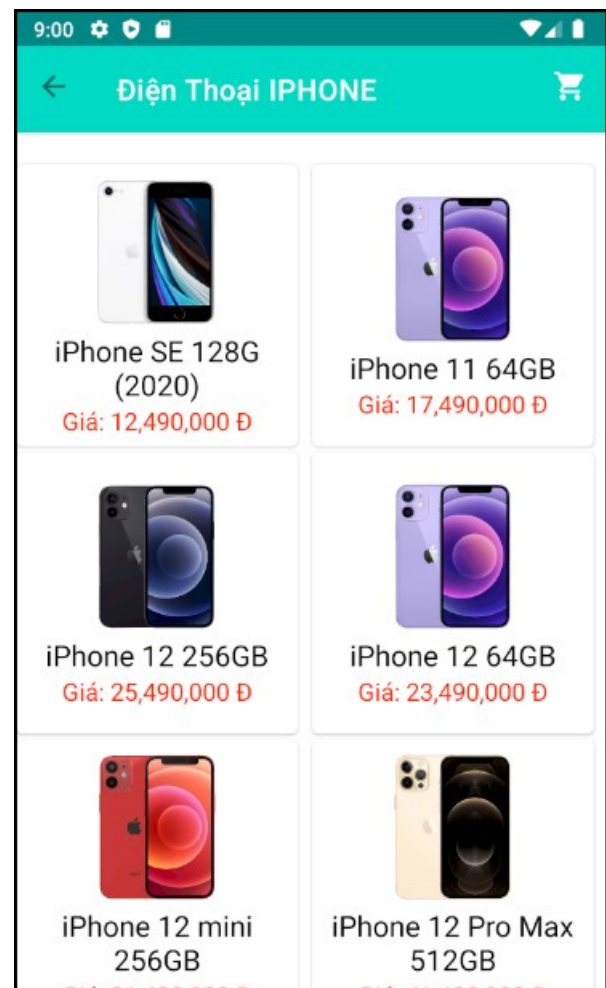 9:00
Điện Thoại IPHONE
iPhone SE 128G
(2020)
Giá: 12,490,000 Đ
iPhone 11 64GB
Giá: 17,490,000 Đ
iPhone 12 256GB
Giá: 25,490,000 Đ
iPhone 12 64GB
Giá: 23,490,000 Đ
iPhone 12 mini
256GB
iPhone 12 Pro Max
512GB